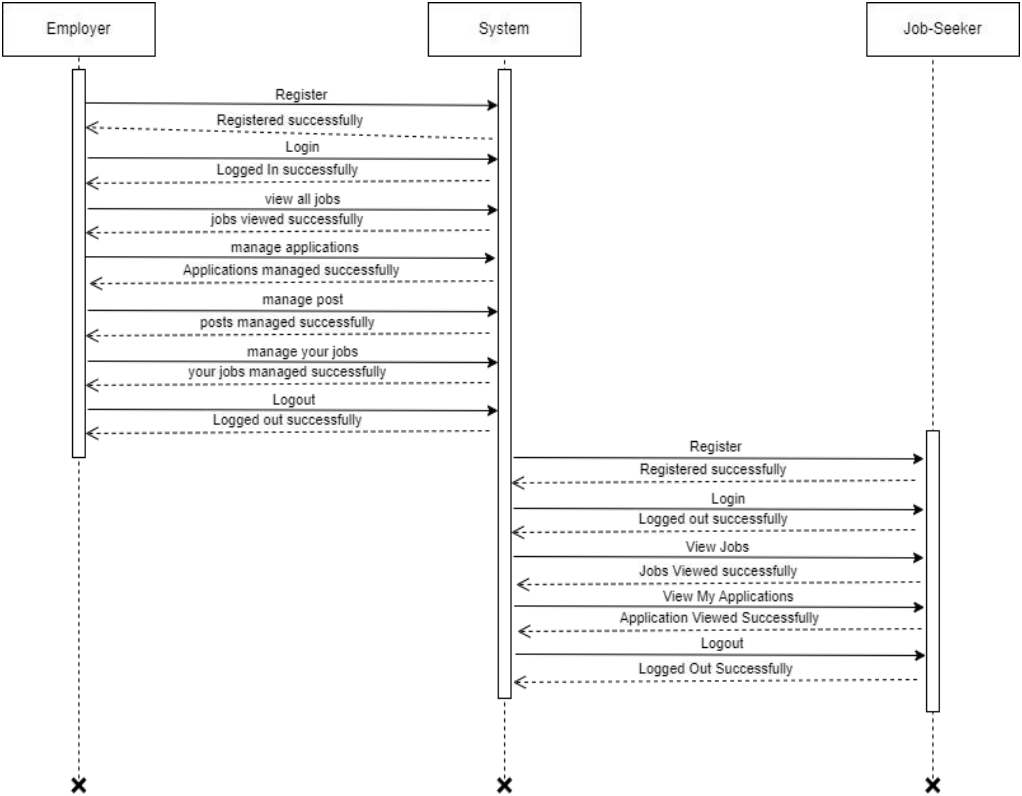 Employer
System
Job-Seeker
Register
Registered successfully
Login
Logged In successfully
view all jobs
jobs viewed successfully
manage applications
Applications managed successfully
manage post
posts managed successfully
manage your jobs
your jobs managed successfully
Logout
Logged out successfully
Register
Registered successfully
Login
Logged out successfully
View Jobs
Jobs Viewed successfully
View My Applications
Application Viewed Successfully
Logout
Logged Out Successfully